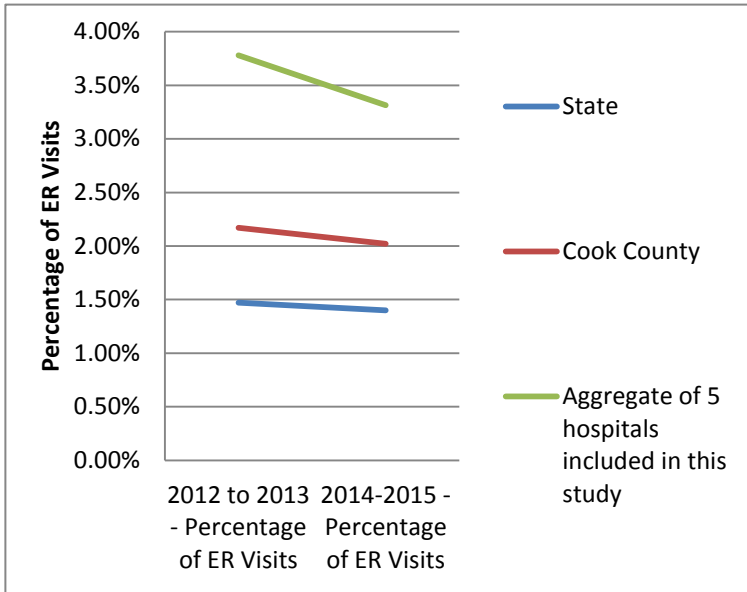 Percentage of ER Visits
4.00%
3.50%
3.00%
2.50%
2.00%
1.50%
1.00%
0.50%
0.00%
2012 to 2013
- Percentage
of ER Visits
2014-2015 -
Percentage
of ER Visits
State
Cook County
Aggregate of 5
hospitals
included in this
study